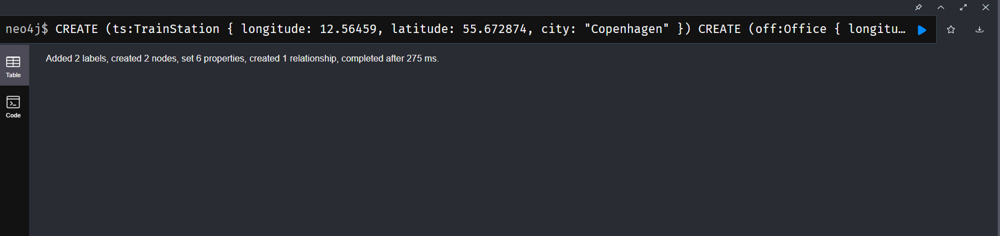 neo4j$ CREATE (ts:TrainStation { longitude: 12.56459, latitude: 55.672874, city: "Copenhagen" }) CREATE (off:Office { longitu…
Added 2 labels, created 2 nodes, set 6 properties, created 1 relationship, completed after 275 ms.
Table
Code